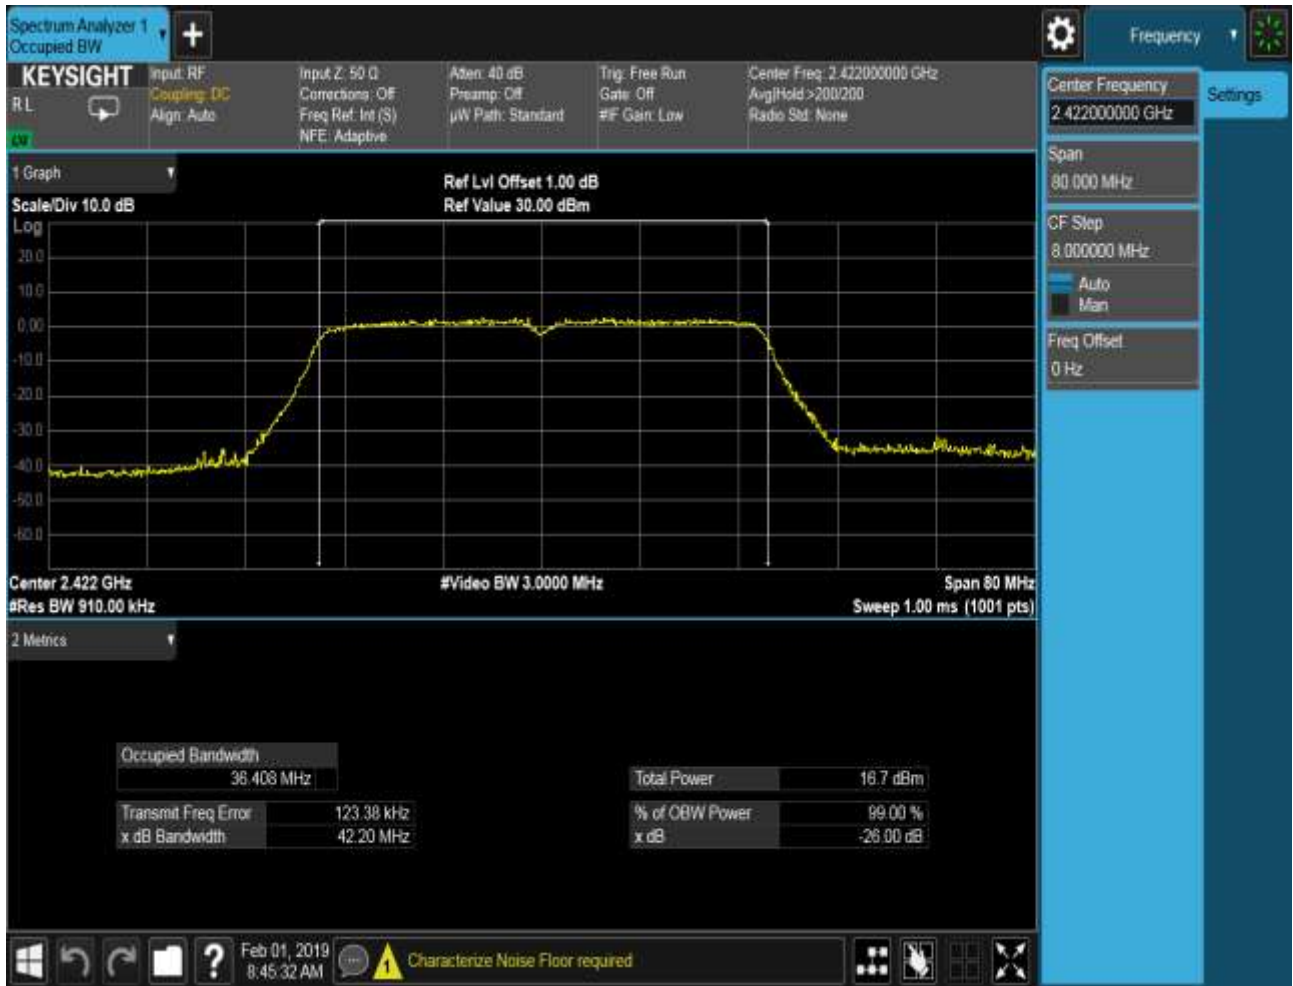 Spectrum Analyzer 1
Occupied BW
+
Frequency
KEYSIGHT
R L
Input: RF
Coupling: DC
Align: Auto
Input Z: 50 Ω
Corrections: Off
Freq Ref: Int (S)
NFE: Adaptive
Atten: 40 dB
Preamp: Off
µW Path: Standard
Trig: Free Run
Gate: Off
#IF Gain: Low
Center Freq: 2.422000000 GHz
Avg|Hold:>200/200
Radio Std: None
Center Frequency
2.422000000 GHz
Settings
Span
80.000 MHz
CF Step
8.000000 MHz
Auto
Man
Freq Offset
0 Hz
1 Graph
Scale/Div 10.0 dB
Ref Lvl Offset 1.00 dB
Ref Value 30.00 dBm
Log
20.0
10.0
0.00
-10.0
-20.0
-30.0
-40.0
-50.0
-60.0
Center 2.422 GHz
#Video BW 3.0000 MHz
Span 80 MHz
#Res BW 910.00 kHz
Sweep 1.00 ms (1001 pts)
2 Metrics
Occupied Bandwidth
36.408 MHz
Total Power 16.7 dBm
Transmit Freq Error 123.38 kHz
% of OBW Power 99.00 %
x dB Bandwidth 42.20 MHz
x dB -26.00 dB
?
Feb 01, 2019
8:45:32 AM
1
Characterize Noise Floor required